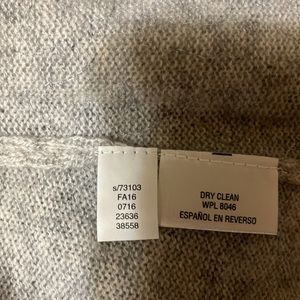 s/73103
FA16
0716
23636
38558
DRY CLEAN
WPL 8046
ESPAÑOL EN REVERSO